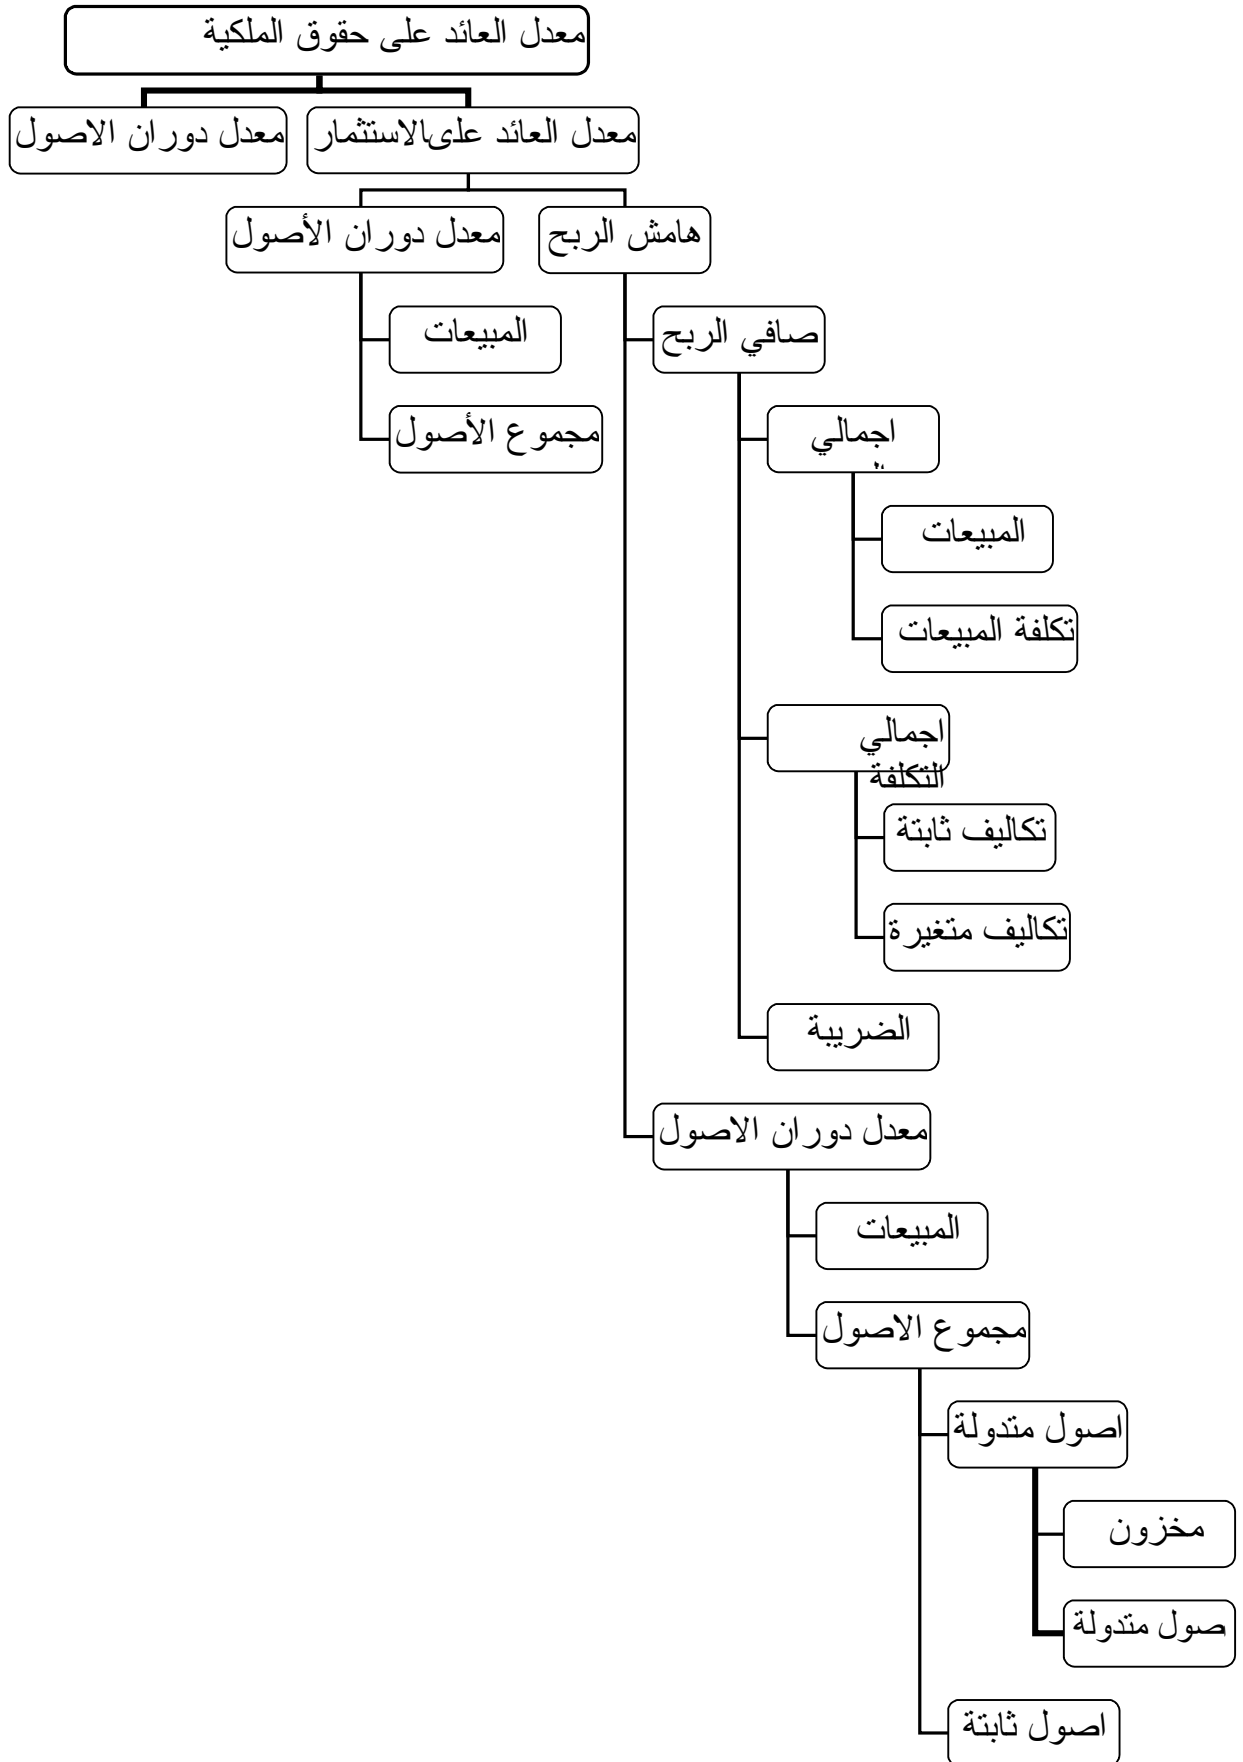 معدل العائد على حقوق الملكية
معدل العائد على الاستثمار
معدل دوران الاصول
هامش الربح
معدل دوران الأصول
صافي الربح
المبيعات
اجمالي
مجموع الأصول
المبيعات
تكلفة المبيعات
اجمالي
التكلفة
تكاليف ثابتة
تكاليف متغيرة
الضريبة
معدل دوران الاصول
المبيعات
مجموع الاصول
اصول متدولة
مخزون
صول متدولة
اصول ثابتة